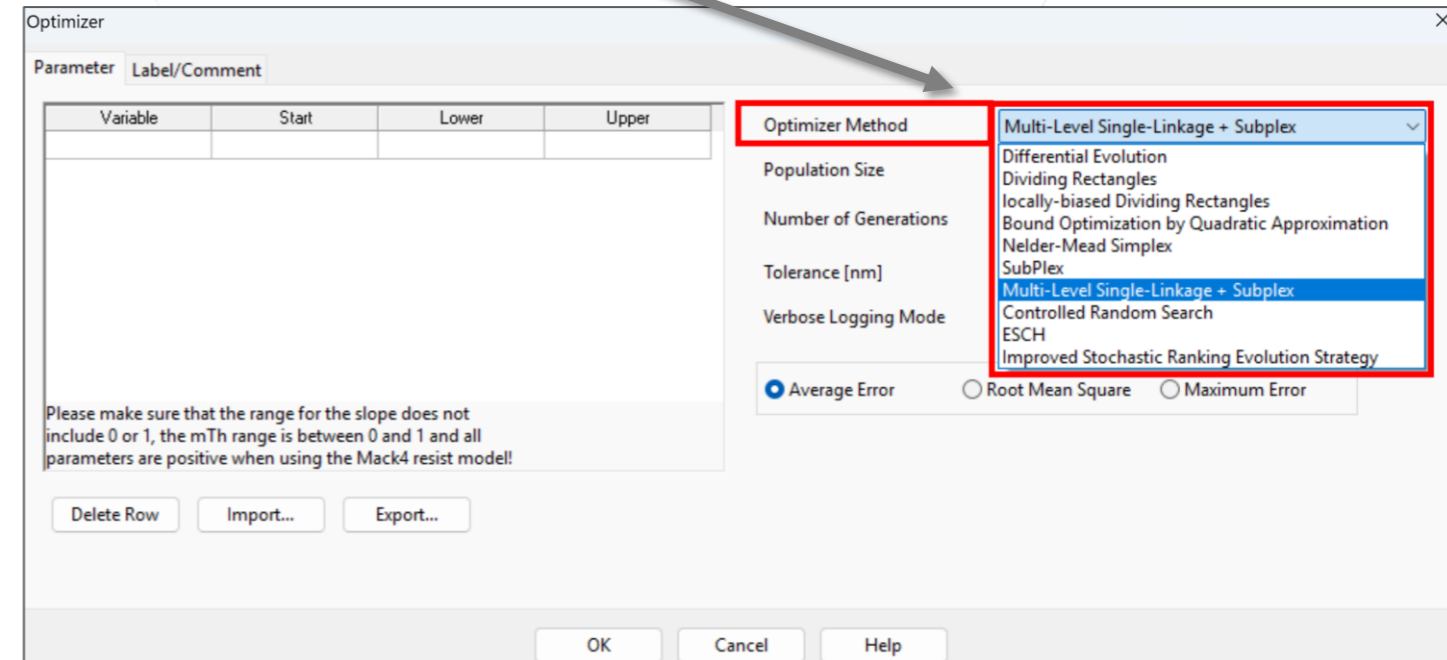 Optimizer
Parameter
Label/Comment
Variable
Start
Lower
Upper
Please make sure that the range for the slope does not
include 0 or 1, the mTh range is between 0 and 1 and all
parameters are positive when using the Mack4 resist model!
Delete Row
Import...
Export...
Optimizer Method
Multi-Level Single-Linkage + Subplex
Differential Evolution
Dividing Rectangles
locally-biased Dividing Rectangles
Bound Optimization by Quadratic Approximation
Nelder-Mead Simplex
SubPlex
Multi-Level Single-Linkage + Subplex
Controlled Random Search
ESCH
Improved Stochastic Ranking Evolution Strategy
Population Size
Number of Generations
Tolerance [nm]
Verbose Logging Mode
Average Error
Root Mean Square
Maximum Error
OK
Cancel
Help